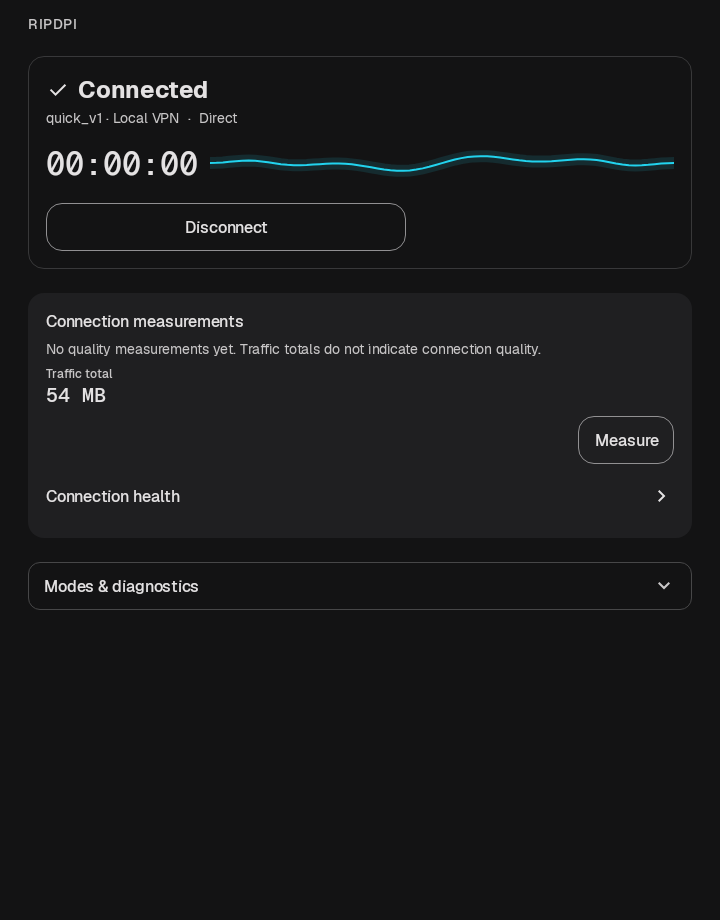 RIPDPI
Connected
quick_v1 · Local VPN · Direct
00:00:00
Disconnect
Connection measurements
No quality measurements yet. Traffic totals do not indicate connection quality.
Traffic total
54 MB
Measure
Connection health
Modes & diagnostics